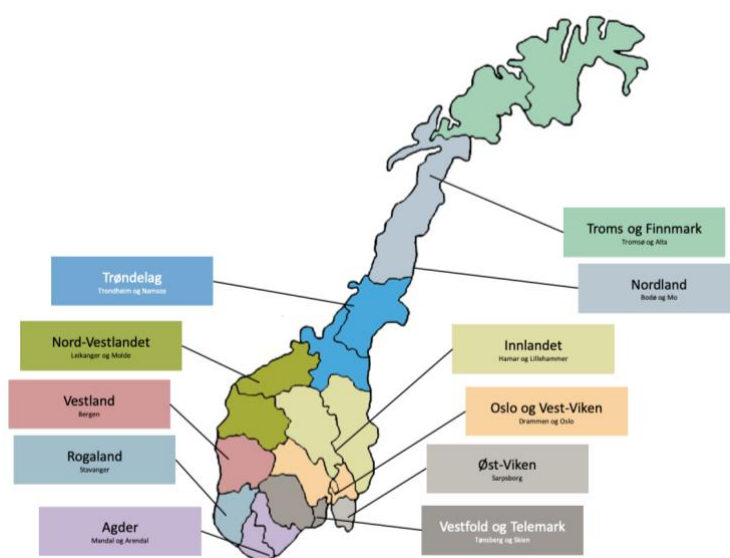 Troms og Finnmark
Tromsø og Alta
Trøndelag
Trondheim og Namsos
Nordland
Bodø og Mo
Nord-Vestlandet
Leikanger og Molde
Innlandet
Hamar og Lillehammer
Vestland
Bergen
Oslo og Vest-Viken
Drammen og Oslo
Rogaland
Stavanger
Øst-Viken
Sarpsborg
Agder
Mandal og Arendal
Vestfold og Telemark
Tønsberg og Skien